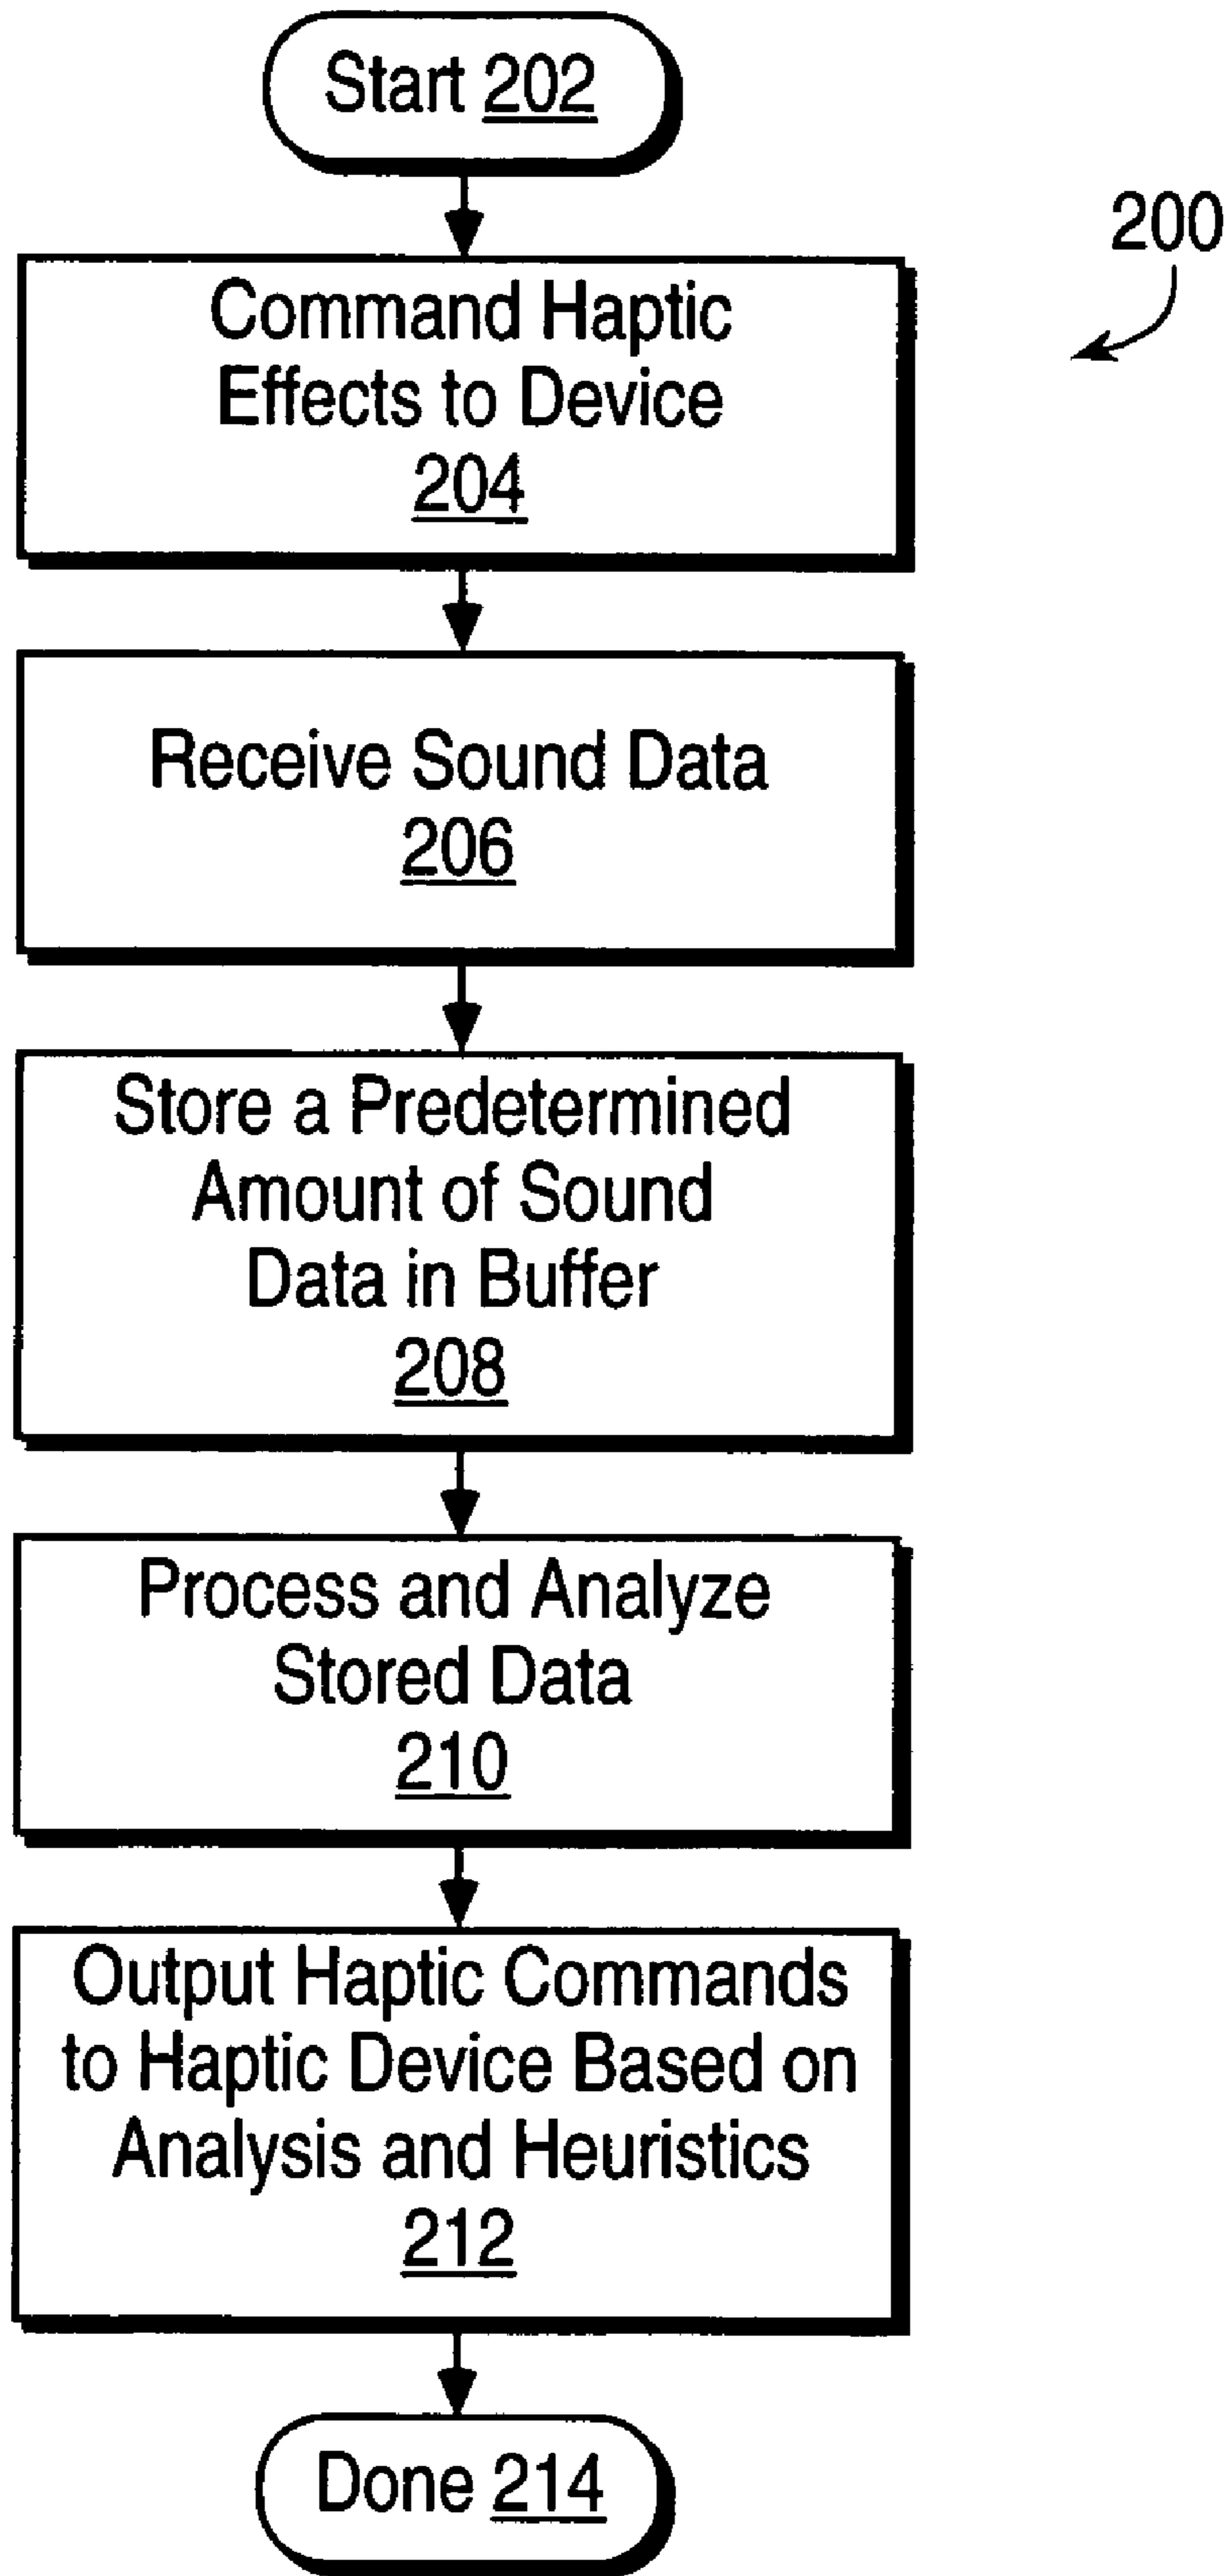 Start 202
200
Command Haptic
Effects to Device
204
Receive Sound Data
206
Store a Predetermined
Amount of Sound
Data in Buffer
208
Process and Analyze
Stored Data
210
Output Haptic Commands
to Haptic Device Based on
Analysis and Heuristics
212
Done 214